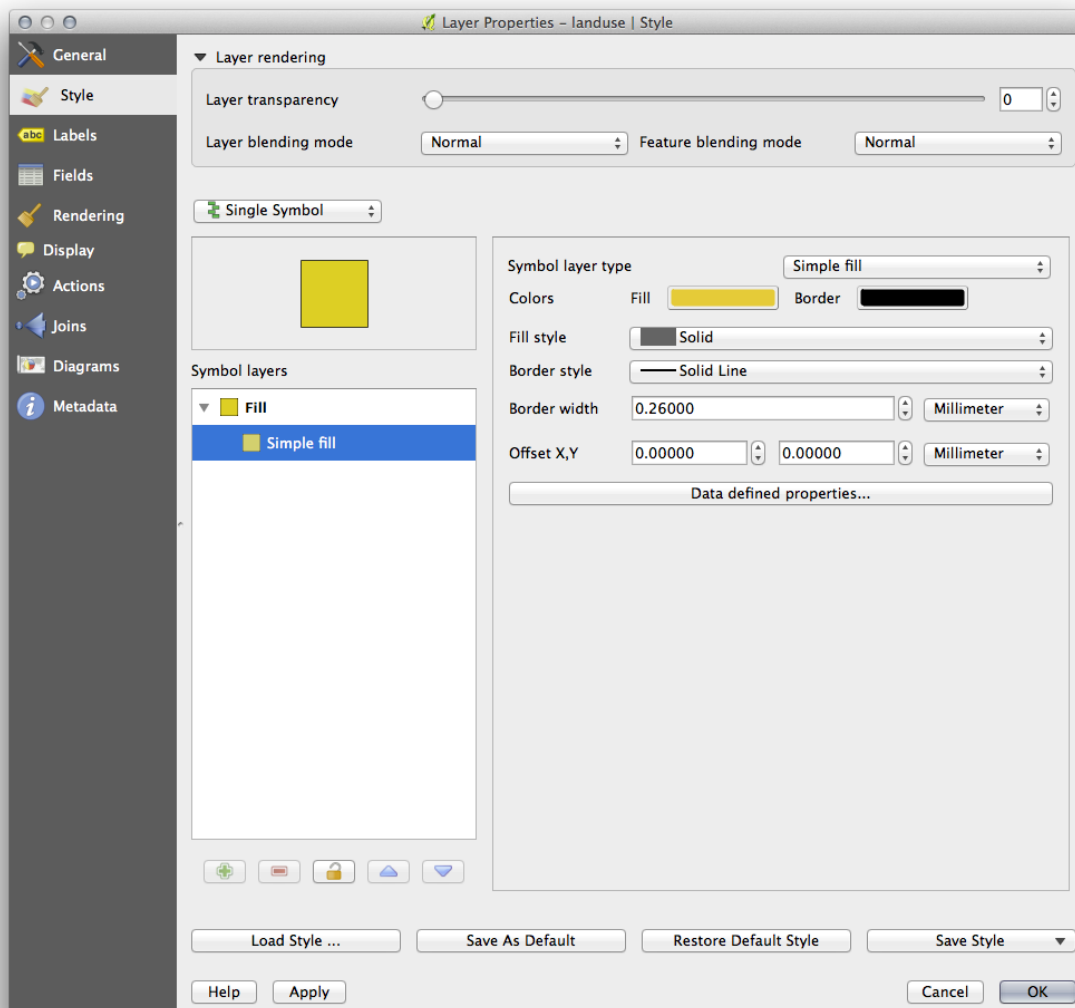 Layer Properties - landuse | Style
General
Style
abc Labels
Fields
Rendering
Display
Actions
Joins
Diagrams
i Metadata
Layer rendering
Layer transparency 0
Layer blending mode Normal Feature blending mode Normal
Single Symbol
Symbol layers
Fill
Simple fill
Symbol layer type Simple fill
Colors Fill Border
Fill style Solid
Border style Solid Line
Border width 0.26000 Millimeter
Offset X,Y 0.00000 0.00000 Millimeter
Data defined properties...
Load Style ... Save As Default Restore Default Style Save Style
Help Apply Cancel OK